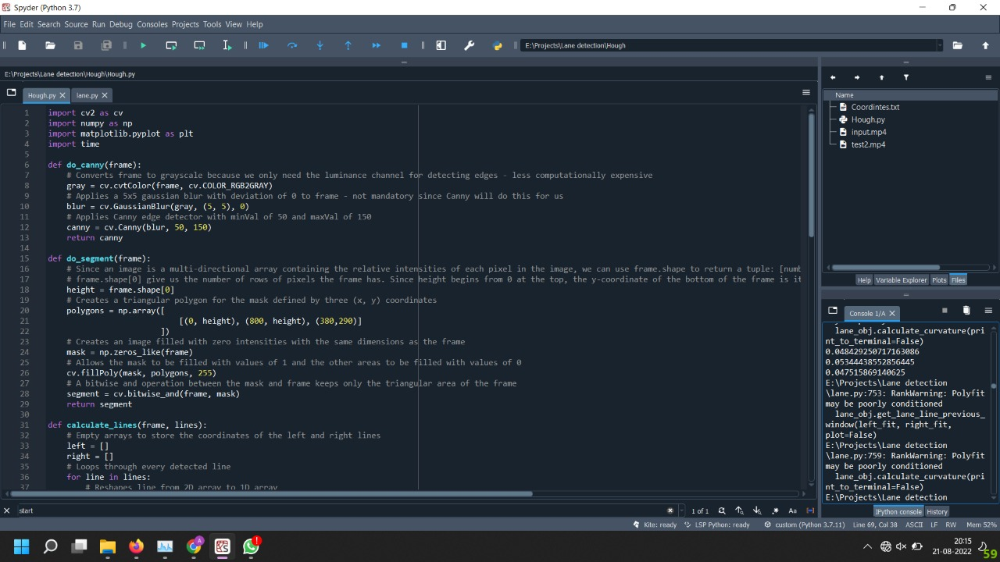 Spyder (Python 3.7)
File Edit Search Source Run Debug Consoles Projects Tools View Help
E:\Projects\Lane detection\Hough
E:\Projects\Lane detection\Hough\Hough.py
Hough.py lane.py
1 import cv2 as cv
2 import numpy as np
3 import matplotlib.pyplot as plt
4 import time
5
6 def do_canny(frame):
7 # Converts frame to grayscale because we only need the luminance channel for detecting edges - less computationally expensive
8 gray = cv.cvtColor(frame, cv.COLOR_RGB2GRAY)
9 # Applies a 5x5 gaussian blur with deviation of 0 to frame - not mandatory since Canny will do this for us
10 blur = cv.GaussianBlur(gray, (5, 5), 0)
11 # Applies Canny edge detector with minVal of 50 and maxVal of 150
12 canny = cv.Canny(blur, 50, 150)
13 return canny
14
15 def do_segment(frame):
16 # Since an image is a multi-directional array containing the relative intensities of each pixel in the image, we can use frame.shape to return a tuple: [numb
17 # frame.shape[0] give us the number of rows of pixels the frame has. Since height begins from 0 at the top, the y-coordinate of the bottom of the frame is it
18 height = frame.shape[0]
19 # Creates a triangular polygon for the mask defined by three (x, y) coordinates
20 polygons = np.array([
21 [(0, height), (800, height), (380,290)]
22 ])
23 # Creates an image filled with zero intensities with the same dimensions as the frame
24 mask = np.zeros_like(frame)
25 # Allows the mask to be filled with values of 1 and the other areas to be filled with values of 0
26 cv.fillPoly(mask, polygons, 255)
27 # A bitwise and operation between the mask and frame keeps only the triangular area of the frame
28 segment = cv.bitwise_and(frame, mask)
29 return segment
30
31 def calculate_lines(frame, lines):
32 # Empty arrays to store the coordinates of the left and right lines
33 left = []
34 right = []
35 # Loops through every detected line
36 for line in lines:
37 # Reshapes line from 2D array to 1D array
start
1 of 1
Aa
Name
Coordintes.txt
Hough.py
input.mp4
test2.mp4
Help Variable Explorer Plots Files
Console 1/A
lane_obj.calculate_curvature(pri
nt_to_terminal=False)
0.048429250717163086
0.05344438552856445
0.047515869140625
E:\Projects\Lane detection
\lane.py:753: RankWarning: Polyfit
may be poorly conditioned
lane_obj.get_lane_line_previous_
window(left_fit, right_fit,
plot=False)
E:\Projects\Lane detection
\lane.py:759: RankWarning: Polyfit
may be poorly conditioned
lane_obj.calculate_curvature(pri
nt_to_terminal=False)
E:\Projects\Lane detection
IPython console History
Kite: ready LSP Python: ready custom (Python 3.7.11) Line 69, Col 38 ASCII LF RW Mem 52%
20:15
21-08-2022
59